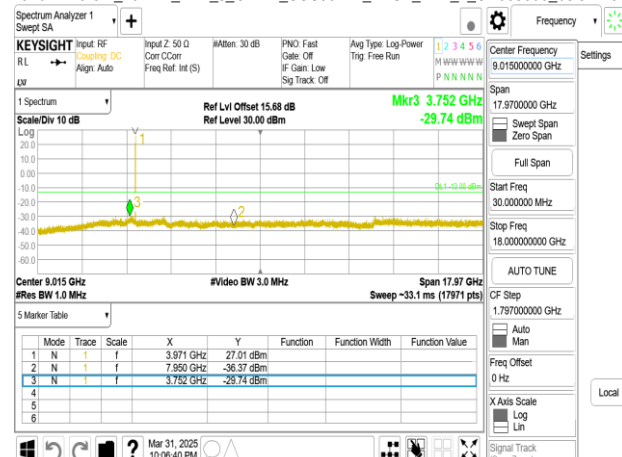 Spectrum Analyzer 1
Swept SA
Frequency
KEYSIGHT Input: RF Input Z: 50 Ω #Atten: 30 dB PNO: Fast Avg Type: Log-Power 1 2 3 4 5 6
RL Coupling: DC Corr CCorr Gate: Off Trig: Free Run M W W W W W
Align: Auto Freq Ref: Int (S) IF Gain: Low P N N N N N
Sig Track: Off
Center Frequency
9.015000000 GHz
Settings
1 Spectrum
Ref Lvl Offset 15.68 dB Mkr3 3.752 GHz
Scale/Div 10 dB Ref Level 30.00 dBm -29.74 dBm
Log
1
20.0
10.0
0.00
-10.0
DL1 -13.00 dBm
-20.0
3
2
-30.0
-40.0
-50.0
-60.0
Center 9.015 GHz #Video BW 3.0 MHz Span 17.97 GHz
#Res BW 1.0 MHz Sweep ~33.1 ms (17971 pts)
Span
17.9700000 GHz
Swept Span
Zero Span
Full Span
Start Freq
30.000000 MHz
Stop Freq
18.000000000 GHz
AUTO TUNE
CF Step
1.797000000 GHz
Auto
Man
Freq Offset
0 Hz
X Axis Scale
Log
Lin
Local
Signal Track
5 Marker Table
Mode Trace Scale X Y Function Function Width Function Value
1 N 1 f 3.971 GHz 27.01 dBm
2 N 1 f 7.950 GHz -36.37 dBm
3 N 1 f 3.752 GHz -29.74 dBm
4
5
6
?
Mar 31, 2025
10:06:40 PM